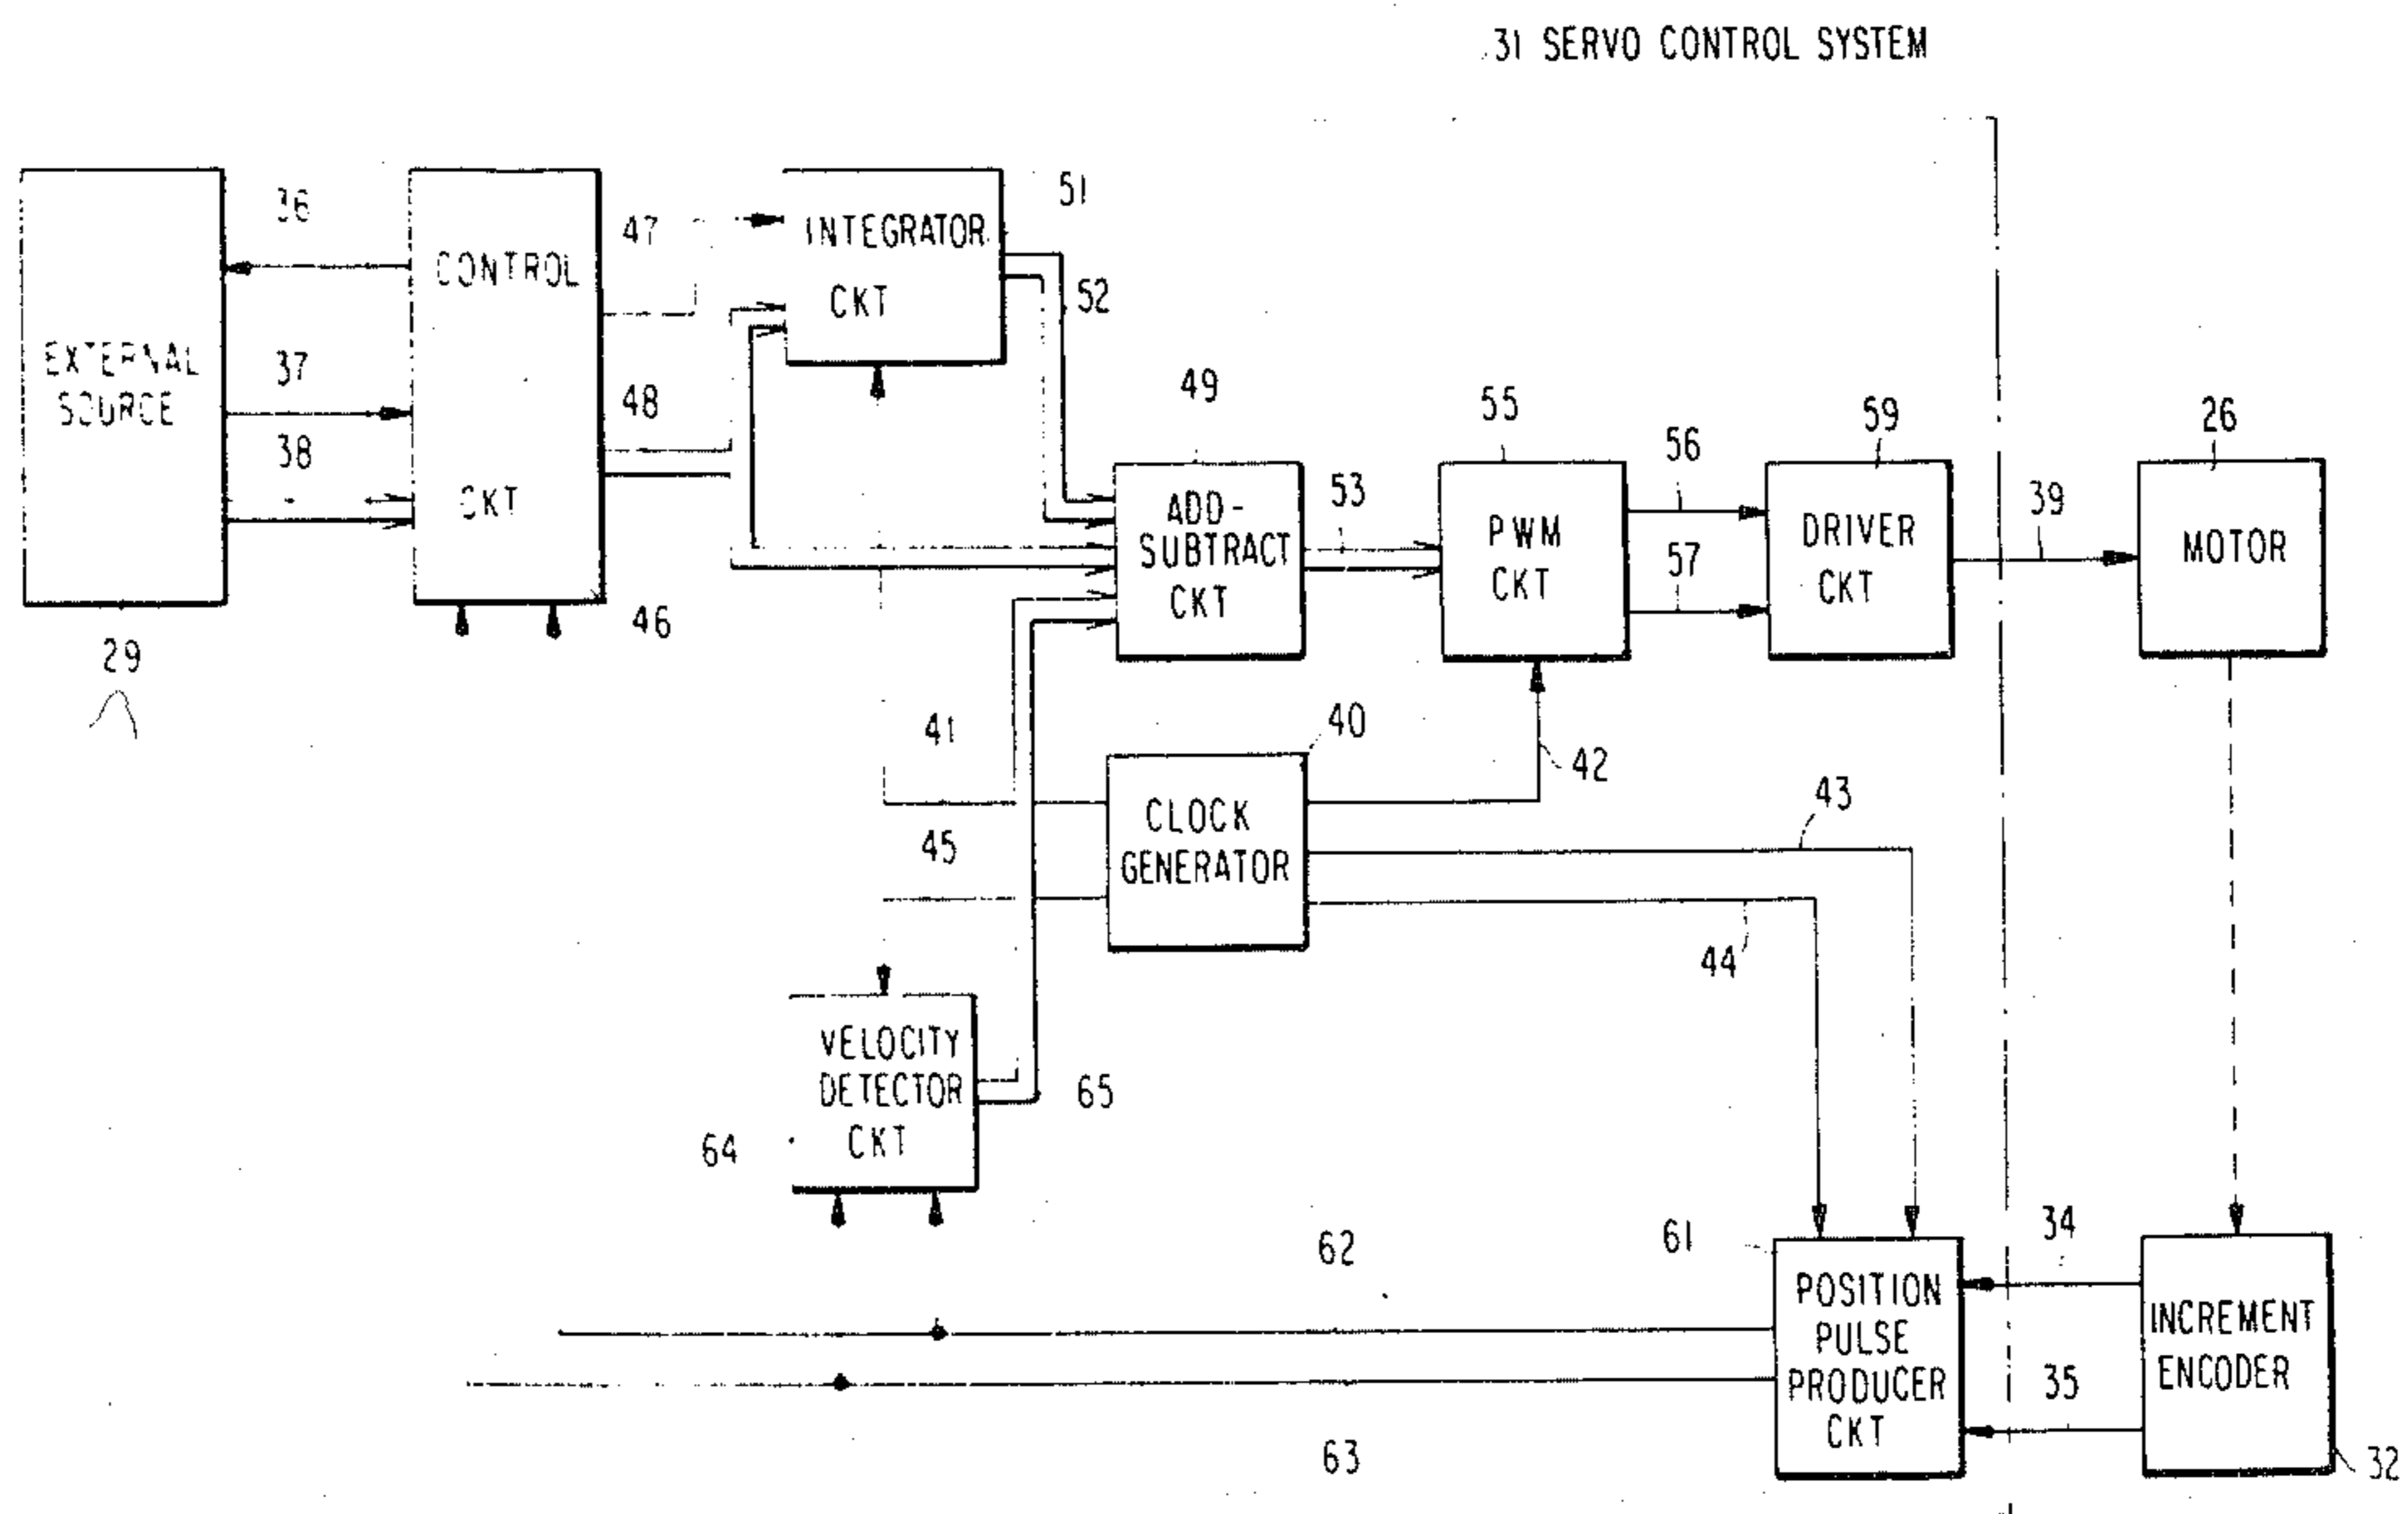 31 SERVO CONTROL SYSTEM
36
37
38
EXTERNAL
SOURCE
29
CONTROL
CKT
46
47
48
INTEGRATOR
CKT
51
52
49
ADD-
SUBTRACT
CKT
53
55
PWM
CKT
56
57
59
DRIVER
CKT
39
26
MOTOR
41
45
40
CLOCK
GENERATOR
42
43
44
VELOCITY
DETECTOR
CKT
64
65
62
63
61
POSITION
PULSE
PRODUCER
CKT
34
35
INCREMENT
ENCODER
32